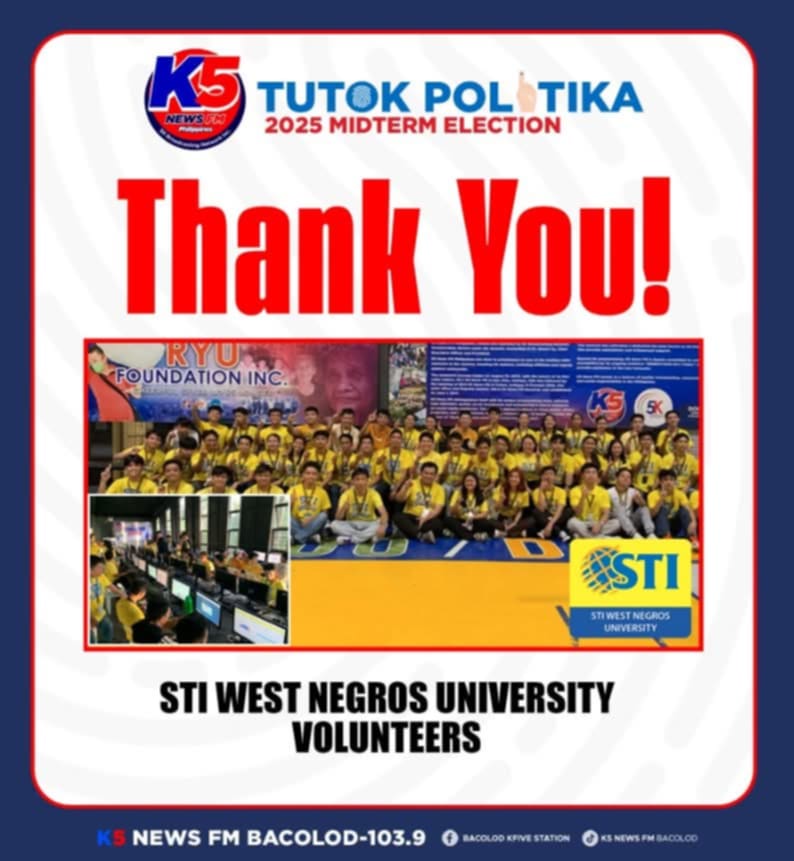 K5
NEWS FM
Philippines
TUTOK POLITIKA
2025 MIDTERM ELECTION
Thank You!
RYU
FOUNDATION INC.
K5
5K
STI
STI WEST NEGROS
UNIVERSITY
STI WEST NEGROS UNIVERSITY
VOLUNTEERS
K5 NEWS FM BACOLOD-103.9
BACOLOD KFIVE STATION
K5 NEWS FM BACOLOD